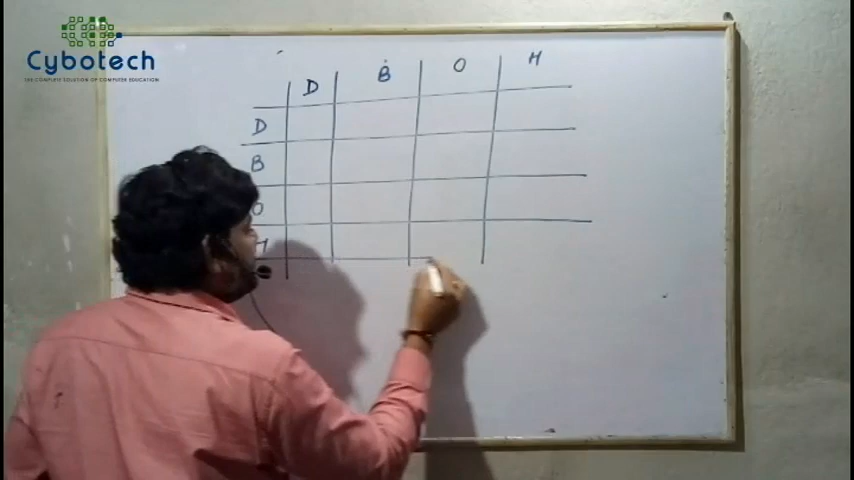 Cybotech
THE COMPLETE SOLUTION OF COMPUTER EDUCATION
D B O H
D
B
O
H